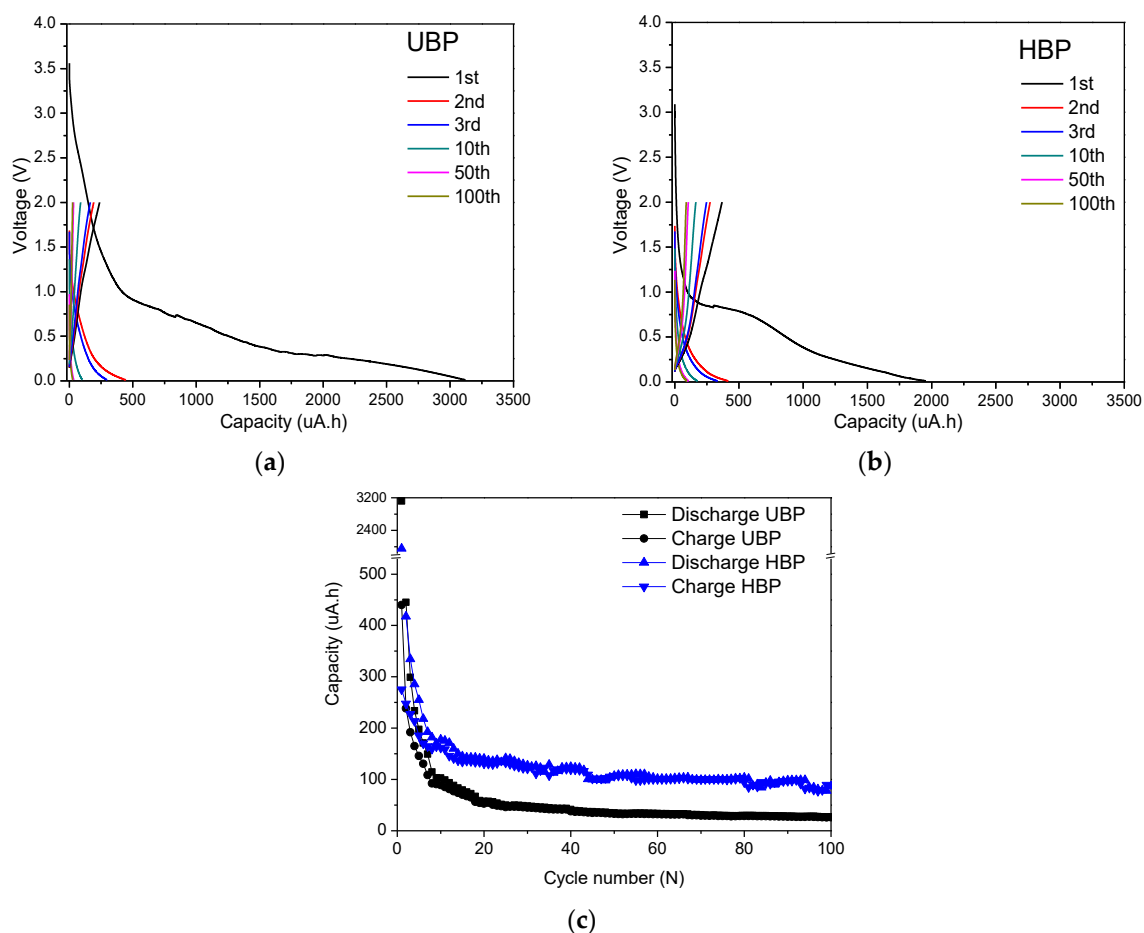 UBP
1st
2nd
3rd
10th
50th
100th
4.0
3.5
3.0
2.5
2.0
1.5
1.0
0.5
0.0
Voltage (V)
0 500 1000 1500 2000 2500 3000 3500
Capacity (uA.h)
(a)
HBP
1st
2nd
3rd
10th
50th
100th
4.0
3.5
3.0
2.5
2.0
1.5
1.0
0.5
0.0
Voltage (V)
0 500 1000 1500 2000 2500 3000 3500
Capacity (uA.h)
(b)
Discharge UBP
Charge UBP
Discharge HBP
Charge HBP
3200
2400
500
400
300
200
100
0
Capacity (uA.h)
0 20 40 60 80 100
Cycle number (N)
(c)